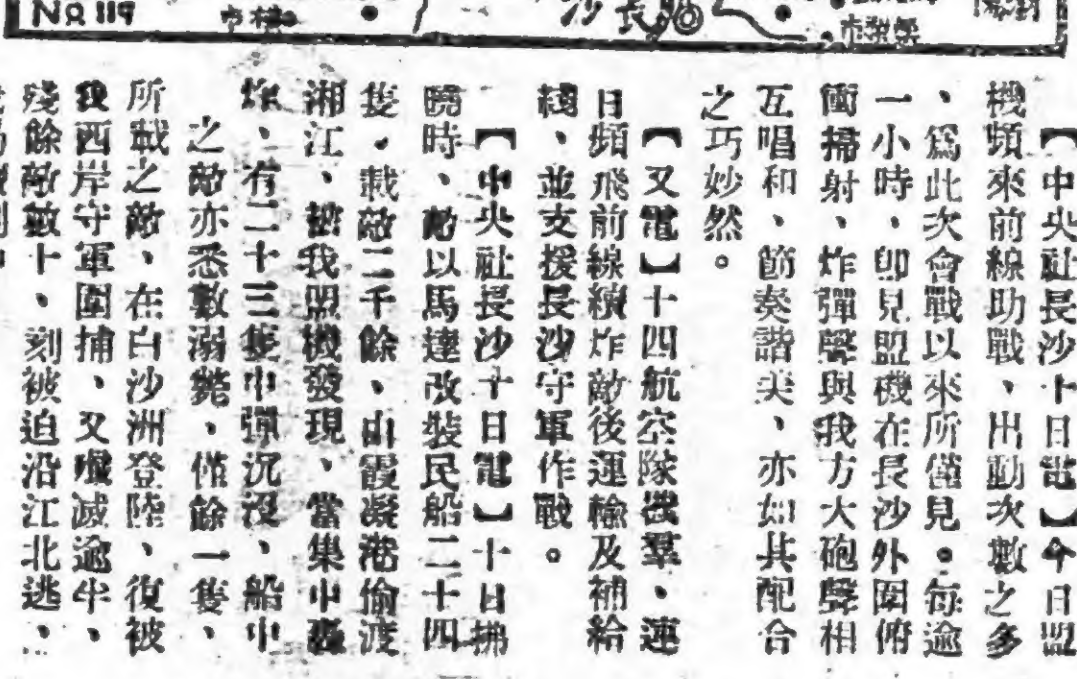 【中央社長沙十日電】今日盟
機頻來前線助戰、出動次數之多
、爲此次會戰以來所僅見。每逾
一小時、卽見盟機在長沙外圍俯
衝掃射、炸彈聲與我方大砲聲相
互唱和、節奏諧美、亦如其配合
之巧妙然。
【又電】十四航空隊機羣、連
日頻飛前線續炸敵後運輸及補給
綫、並支援長沙守軍作戰。
【中央社長沙十日電】十日拂
曉時、敵以馬達改裝民船二十四
隻。載敵二千餘、由霞凝港偷渡
湘江、被我盟機發現、當集中轟
炸、有二十三隻中彈沉沒、船中
之敵亦悉數溺斃、僅餘一隻、
所載之敵、在白沙洲登陸、復被
我西岸守軍圍捕、又殲滅逾半、
殘餘敵數十、刻被迫沿江北逃、
No 119
沙長